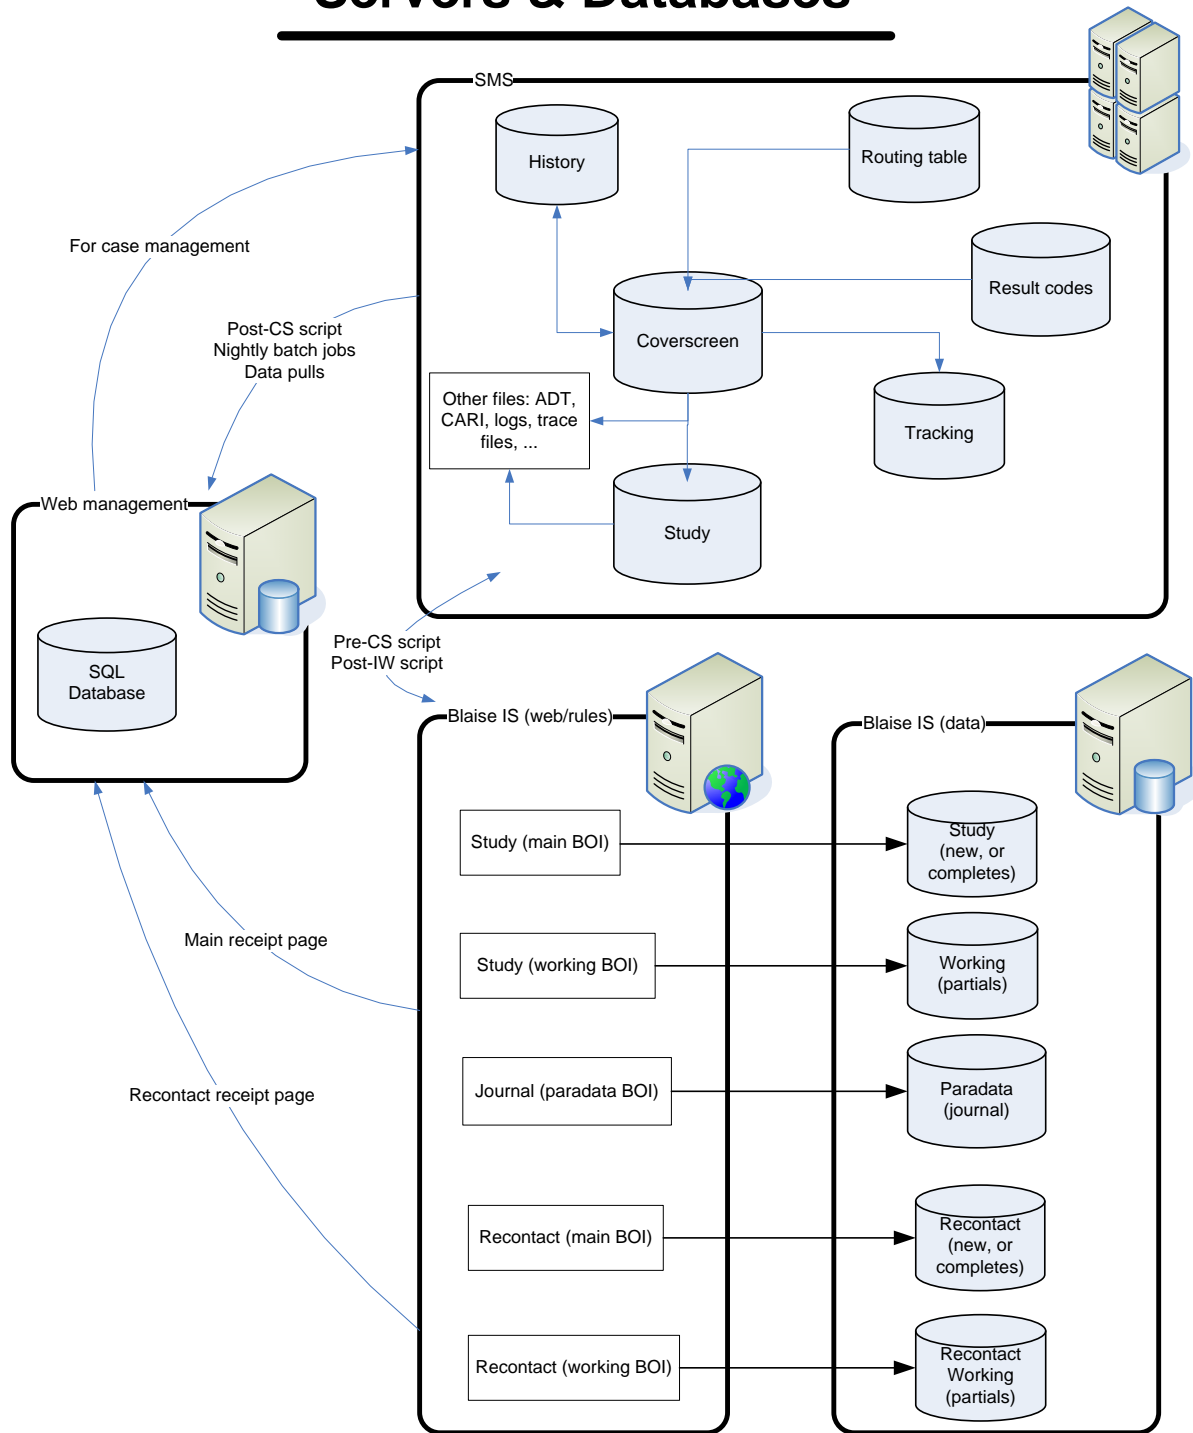 Servers & Databases
SMS
History
Routing table
For case management
Result codes
Post-CS script
Nightly batch jobs
Data pulls
Coverscreen
Other files: ADT,
CARI, logs, trace
files, ...
Tracking
Web management
Study
Pre-CS script
Post-IW script
SQL
Database
Blaise IS (web/rules)
Blaise IS (data)
Study (main BOI)
Study
(new, or
completes)
Main receipt page
Study (working BOI)
Working
(partials)
Recontact receipt page
Journal (paradata BOI)
Paradata
(journal)
Recontact (main BOI)
Recontact
(new, or
completes)
Recontact (working BOI)
Recontact
Working
(partials)